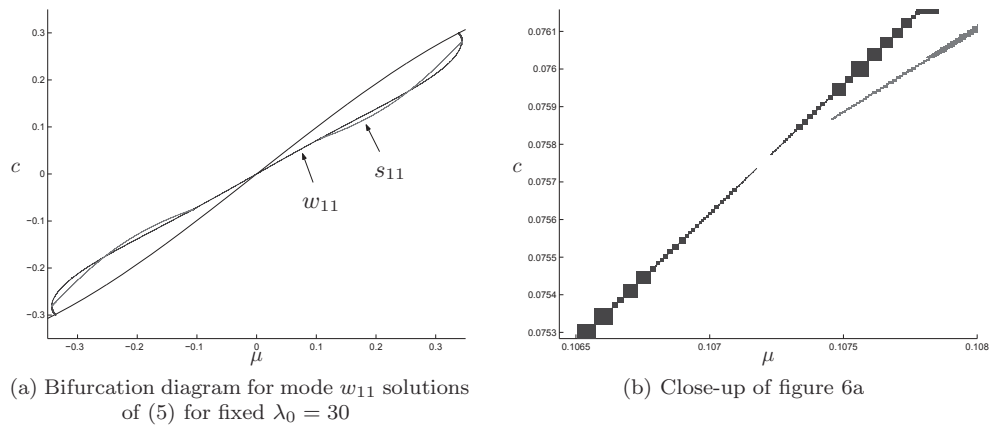 0.3
0.2
0.1
c
0
−0.1
−0.2
−0.3
s11
w11
−0.3 −0.2 −0.1 0 0.1 0.2 0.3
μ
(a) Bifurcation diagram for mode w11 solutions
of (5) for fixed λ0 = 30
0.0761
0.076
0.0759
0.0758
c
0.0757
0.0756
0.0755
0.0754
0.0753
0.1065 0.107 0.1075 0.108
μ
(b) Close-up of figure 6a